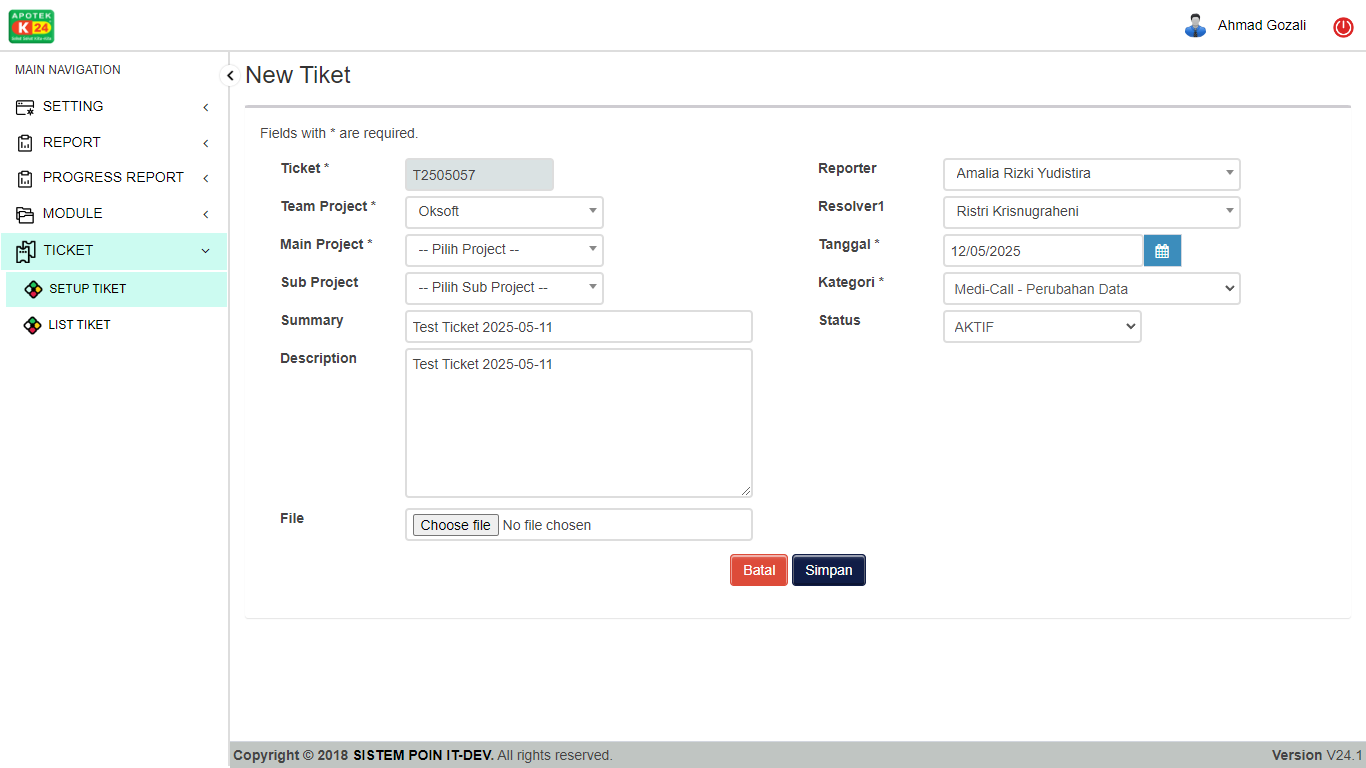 APOTEK
K 24
Ahmad Gozali
MAIN NAVIGATION
SETTING
REPORT
PROGRESS REPORT
MODULE
TICKET
SETUP TIKET
LIST TIKET
New Tiket
Fields with * are required.
Ticket * T2505057
Reporter Amalia Rizki Yudistira
Team Project * Oksoft
Resolver1 Ristri Krisnugraheni
Main Project * -- Pilih Project --
Tanggal * 12/05/2025
Sub Project -- Pilih Sub Project --
Kategori * Medi-Call - Perubahan Data
Summary Test Ticket 2025-05-11
Status AKTIF
Description Test Ticket 2025-05-11
File Choose file No file chosen
Batal Simpan
Copyright © 2018 SISTEM POIN IT-DEV. All rights reserved.
Version V24.1